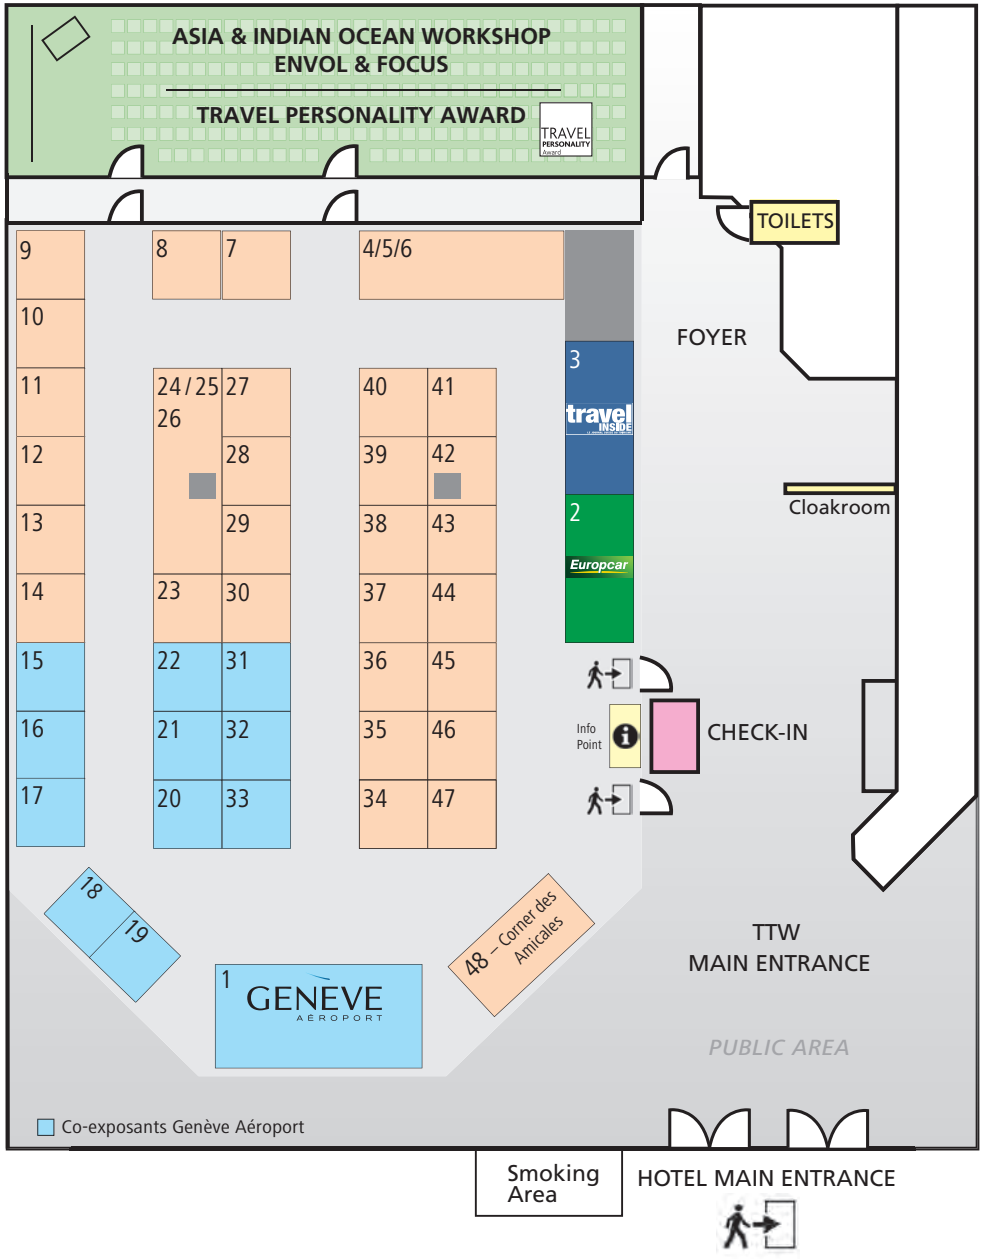 ASIA & INDIAN OCEAN WORKSHOP
ENVOL & FOCUS
TRAVEL PERSONALITY AWARD
TRAVEL
PERSONALITY
Award
TOILETS
9
8
7
4/5/6
10
FOYER
3
11
24 / 25
27
40
41
26
travel
INSIDE
12
28
39
42
Cloakroom
2
13
29
38
43
Europcar
14
23
30
37
44
15
22
31
36
45
16
21
32
35
46
Info
Point
i
CHECK-IN
17
20
33
34
47
18
19
48 – Corner des
Amicales
TTW
MAIN ENTRANCE
1
GENEVE
AÉROPORT
PUBLIC AREA
Co-exposants Genève Aéroport
Smoking
Area
HOTEL MAIN ENTRANCE